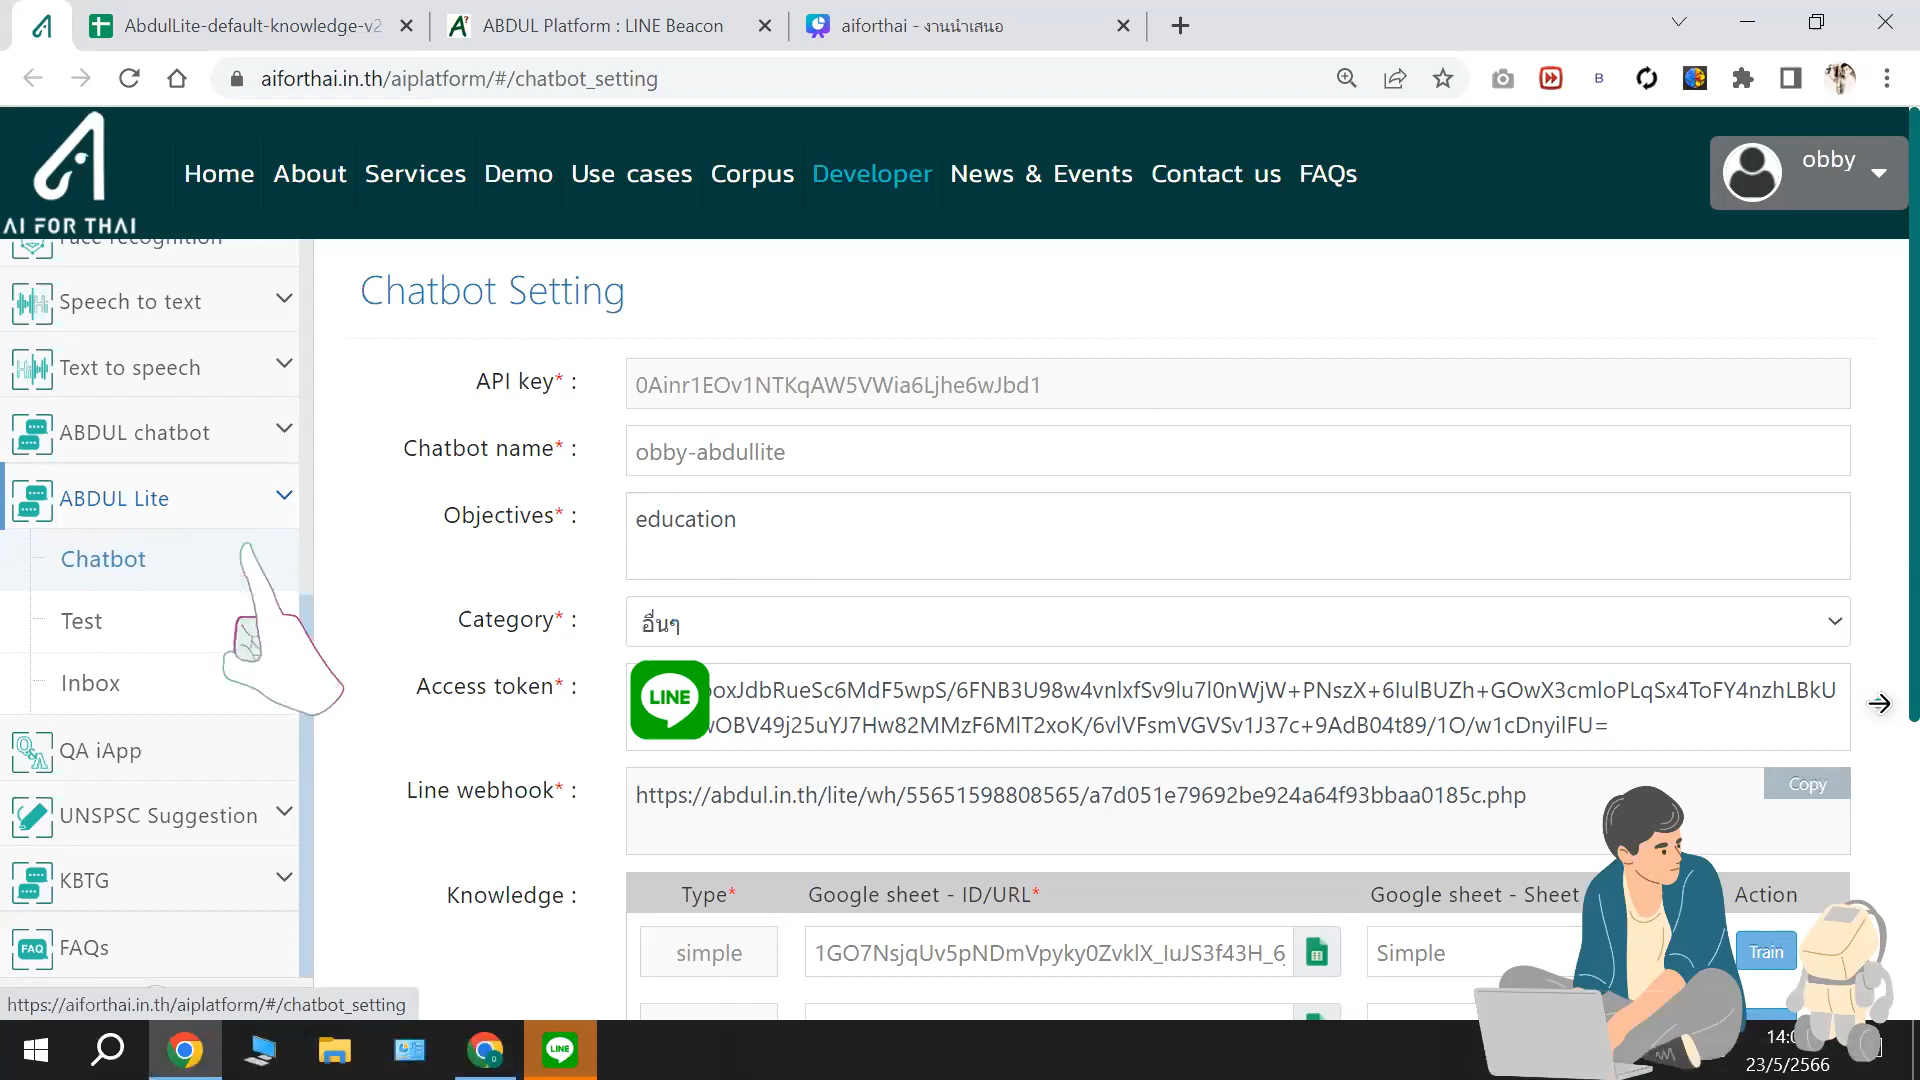 AbdulLite-default-knowledge-v2
ABDUL Platform : LINE Beacon
aiforthai - งานนำเสนอ
aiforthai.in.th/aiplatform/#/chatbot_setting
B
AI FOR THAI
Home About Services Demo Use cases Corpus Developer News & Events Contact us FAQs
obby
Face recognition
Speech to text
Text to speech
ABDUL chatbot
ABDUL Lite
Chatbot
Test
Inbox
QA iApp
UNSPSC Suggestion
KBTG
FAQ
FAQs
https://aiforthai.in.th/aiplatform/#/chatbot_setting
Chatbot Setting
API key* :
0Ainr1EOv1NTKqAW5VWia6Ljhe6wJbd1
Chatbot name* :
obby-abdullite
Objectives* :
education
Category* :
อื่นๆ
Access token* :
LINE
oxJdbRueSc6MdF5wpS/6FNB3U98w4vnlxfSv9lu7l0nWjW+PNszX+6IulBUZh+GOwX3cmloPLqSx4ToFY4nzhLBkU
OBV49j25uYJ7Hw82MMzF6MlT2xoK/6vlVFsmVGVSv1J37c+9AdB04t89/1O/w1cDnyilFU=
Line webhook* :
https://abdul.in.th/lite/wh/55651598808565/a7d051e79692be924a64f93bbaa0185c.php
Copy
Knowledge :
Type* Google sheet - ID/URL* Google sheet - Sheet Action
simple 1GO7NsjqUv5pNDmVpyky0ZvklX_IuJS3f43H_6 Simple Train
LINE
14:0
23/5/2566